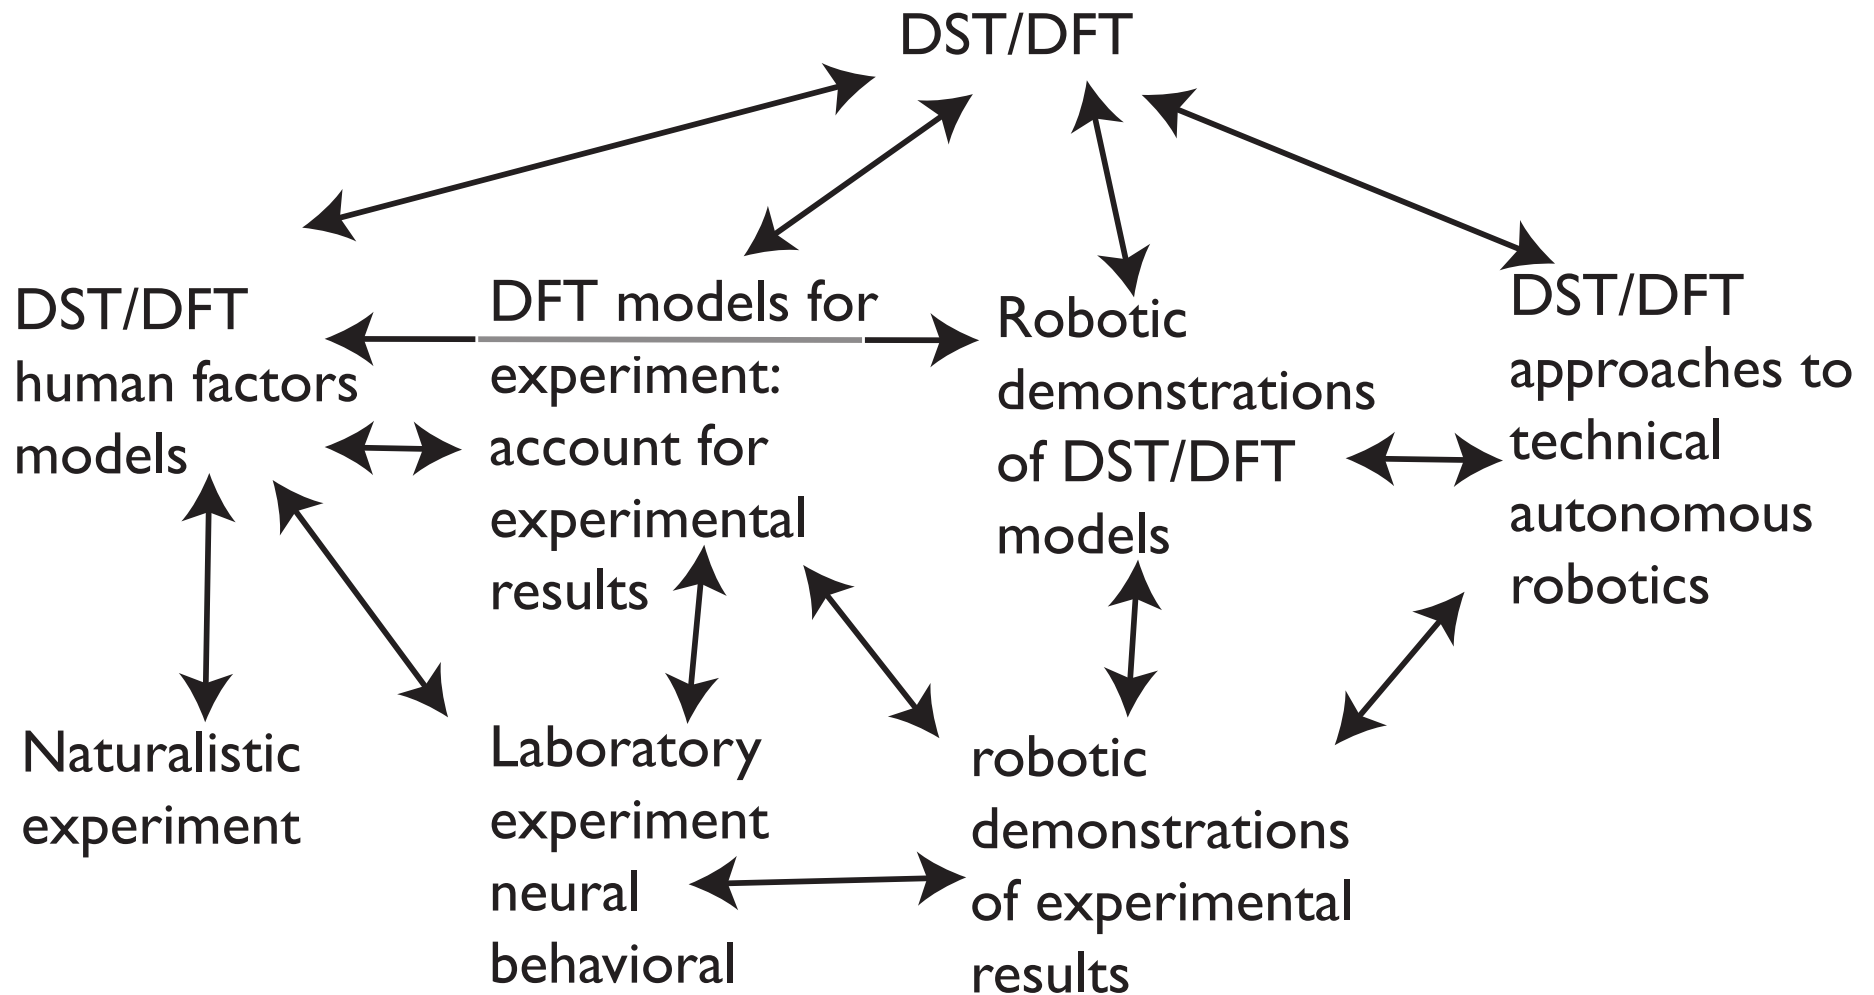 DST/DFT
DST/DFT
human factors
models
DFT models for
experiment:
account for
experimental
results
Robotic
demonstrations
of DST/DFT
models
DST/DFT
approaches to
technical
autonomous
robotics
Naturalistic
experiment
Laboratory
experiment
neural
behavioral
robotic
demonstrations
of experimental
results